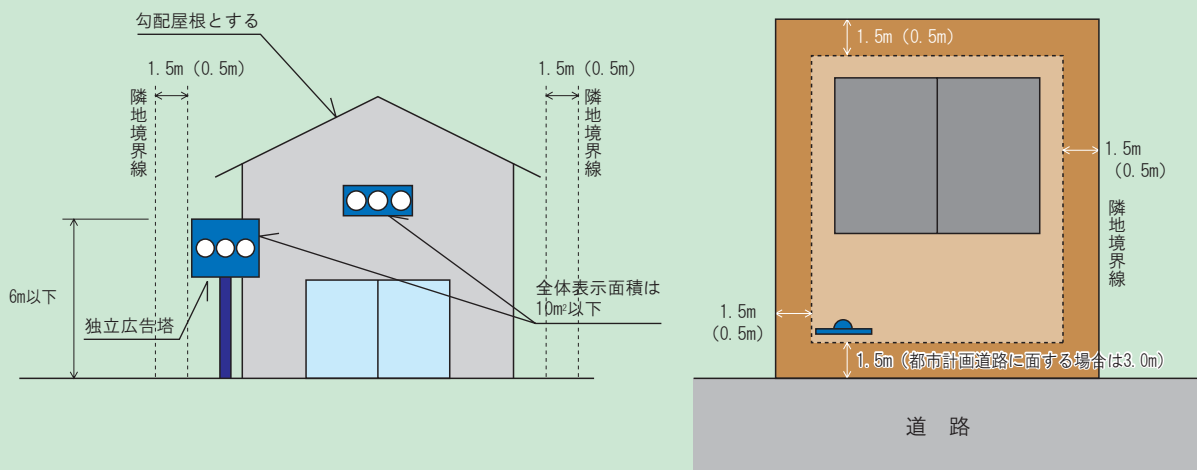 勾配屋根とする
1.5m（0.5m）
隣地境界線
1.5m（0.5m）
隣地境界線
6m以下
独立広告塔
全体表示面積は
10m²以下
1.5m（0.5m）
1.5m
（0.5m）
隣地境界線
1.5m
（0.5m）
1.5m（都市計画道路に面する場合は3.0m）
道　路